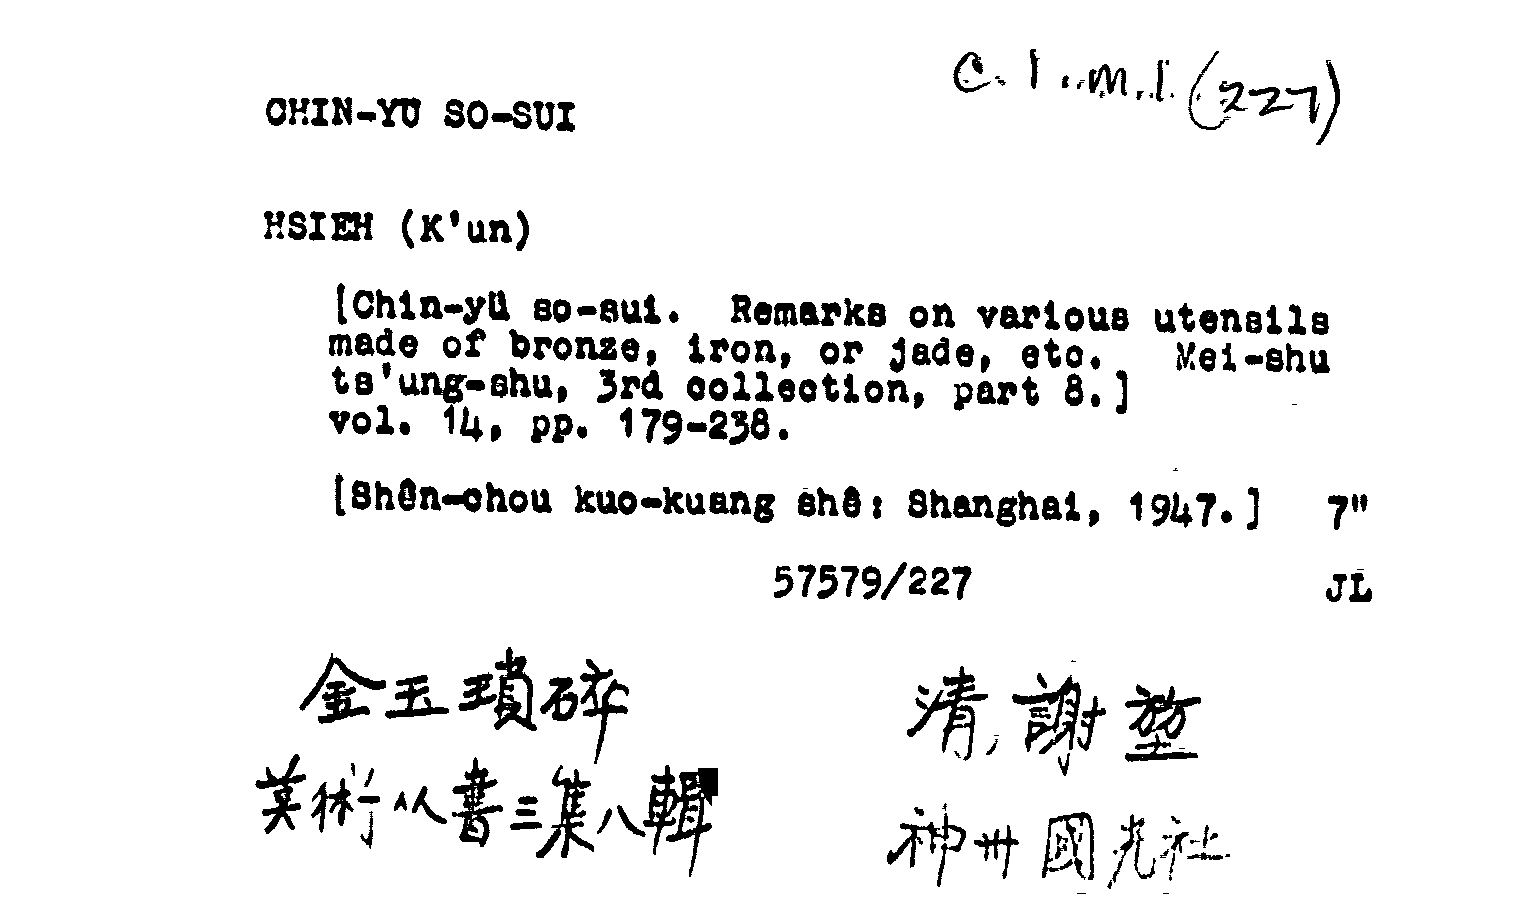 c.1.m.1.(227)
CHIN-YÜ SO-SUI
HSIEH (K'un)
[Chin-yü so-sui. Remarks on various utensils
made of bronze, iron, or jade, etc. Mei-shu
ts'ung-shu, 3rd collection, part 8.]
vol. 14, pp. 179-238.
[Shên-chou kuo-kuang shê: Shanghai, 1947.] 7"
57579/227 JL
金玉瑣碎
清,謝堃
美術从書三集八輯
神州國光社